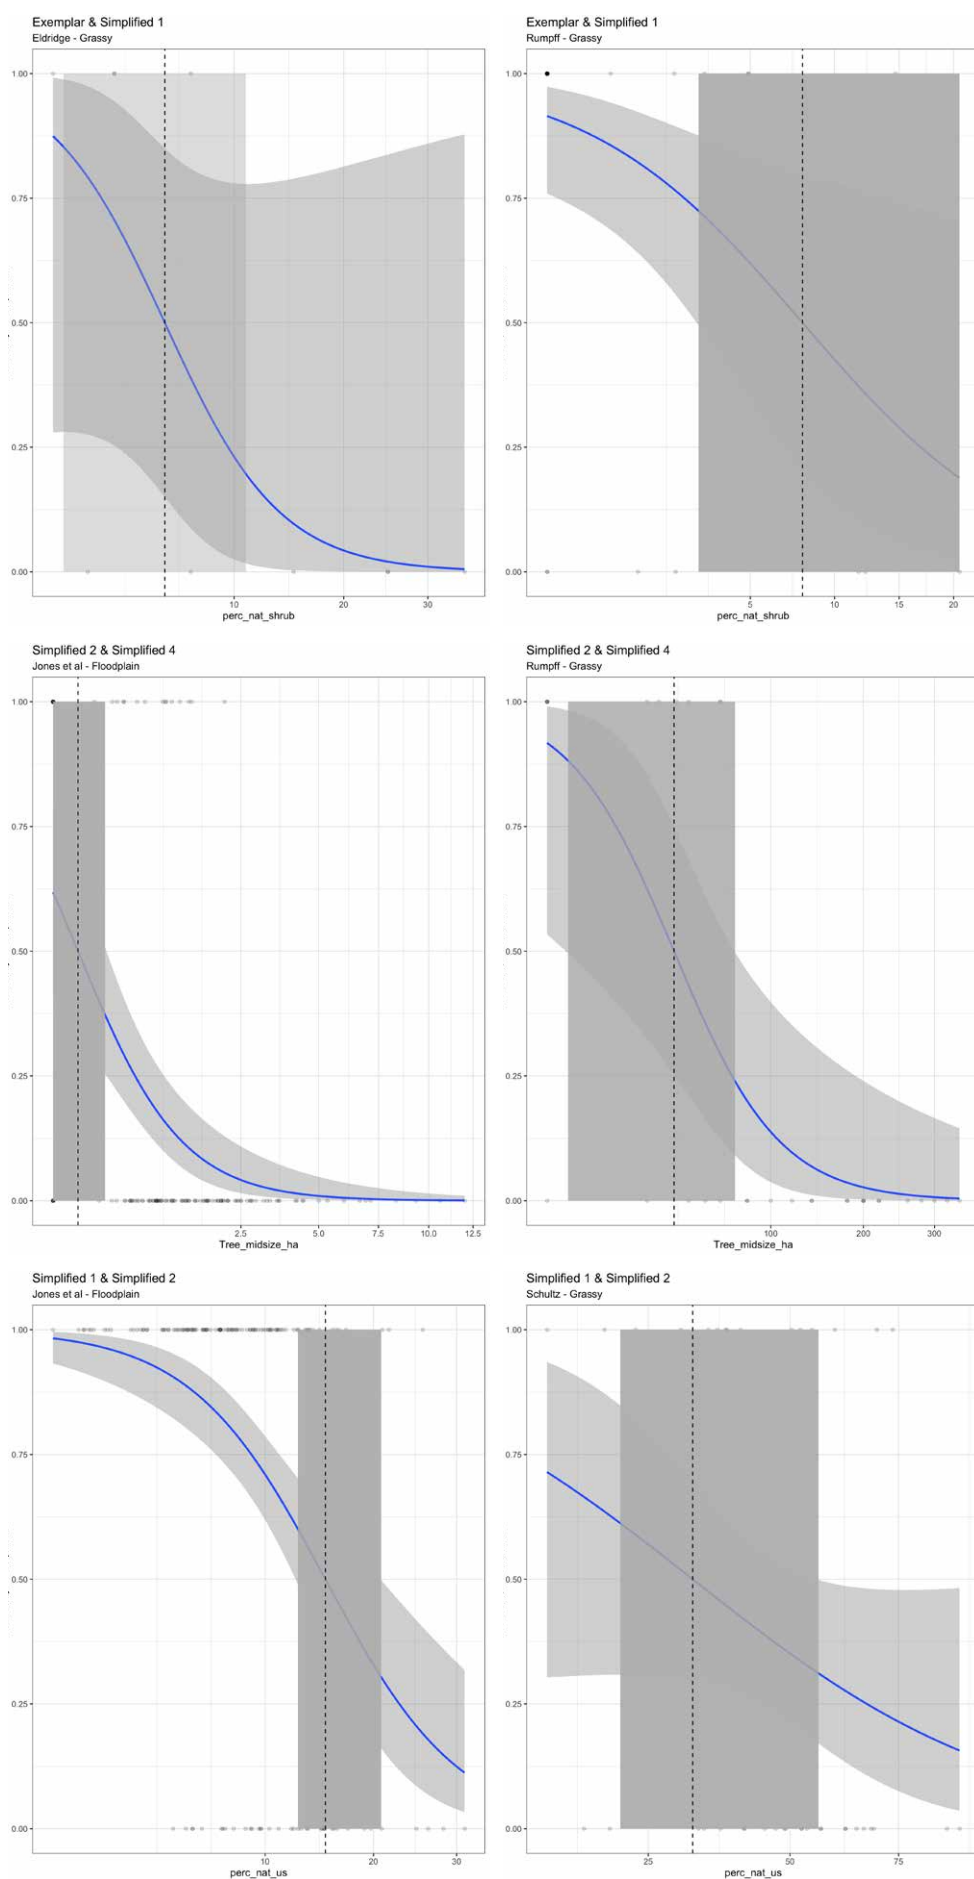 Exemplar & Simplified 1
Eldridge - Grassy
1.00
0.75
0.50
0.25
0.00
10 20 30
perc_nat_shrub
Exemplar & Simplified 1
Rumpff - Grassy
1.00
0.75
0.50
0.25
0.00
5 10 15 20
perc_nat_shrub
Simplified 2 & Simplified 4
Jones et al - Floodplain
1.00
0.75
0.50
0.25
0.00
2.5 5.0 7.5 10.0 12.5
Tree_midsize_ha
Simplified 2 & Simplified 4
Rumpff - Grassy
1.00
0.75
0.50
0.25
0.00
100 200 300
Tree_midsize_ha
Simplified 1 & Simplified 2
Jones et al - Floodplain
1.00
0.75
0.50
0.25
0.00
10 20 30
perc_nat_us
Simplified 1 & Simplified 2
Schultz - Grassy
1.00
0.75
0.50
0.25
0.00
25 50 75
perc_nat_us